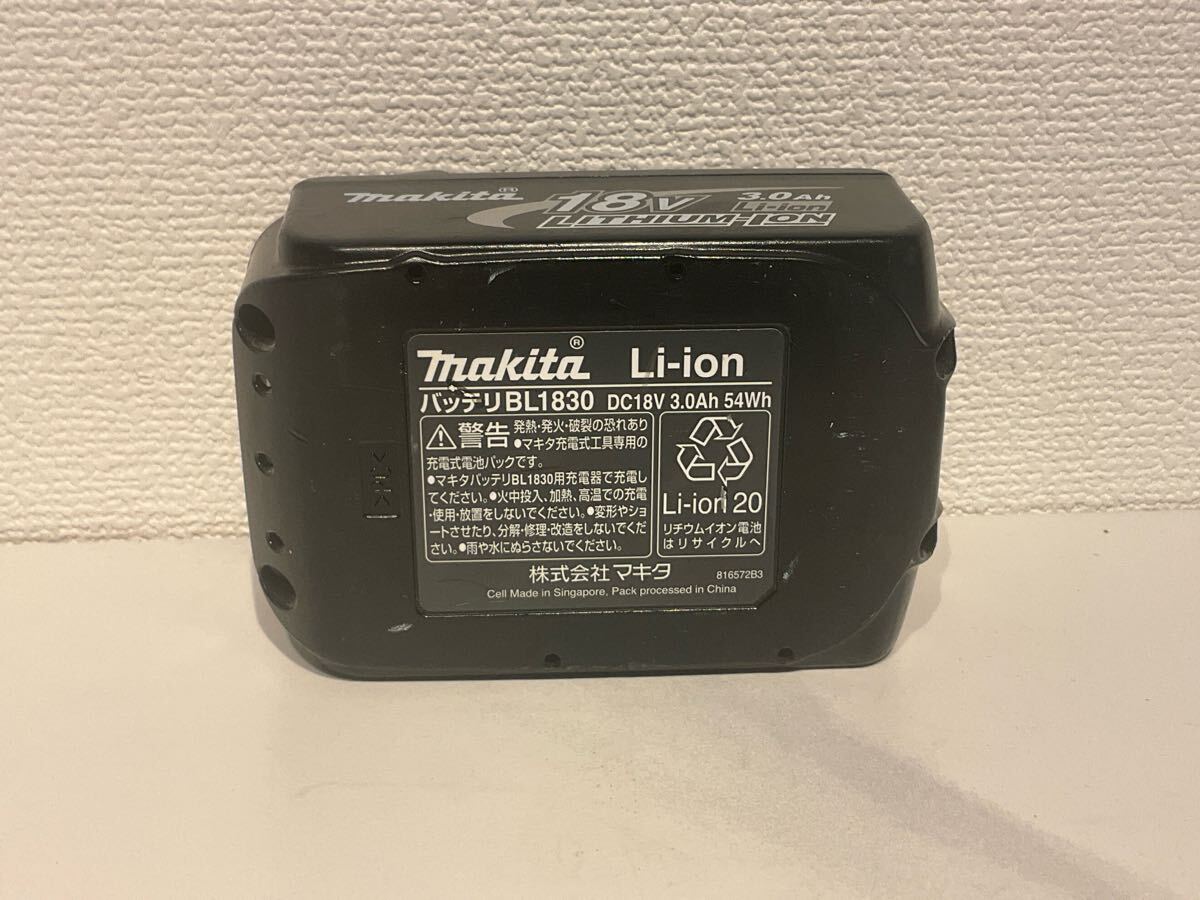 makita®
18V
3.0Ah
Li-ion
LITHIUM-ION
makita® Li-ion
バッテリBL1830 DC18V 3.0Ah 54Wh
警告 発熱・発火・破裂の恐れあり
●マキタ充電式工具専用の
充電式電池パックです。
●マキタバッテリBL1830用充電器で充電し
てください。●火中投入、加熱、高温での充電
・使用・放置をしないでください。●変形やショ
ートさせたり、分解・修理・改造をしないでくだ
さい。●雨や水にぬらさないでください。
Li-ion 20
リチウムイオン電池
はリサイクルへ
株式会社マキタ
816572B3
Cell Made in Singapore, Pack processed in China